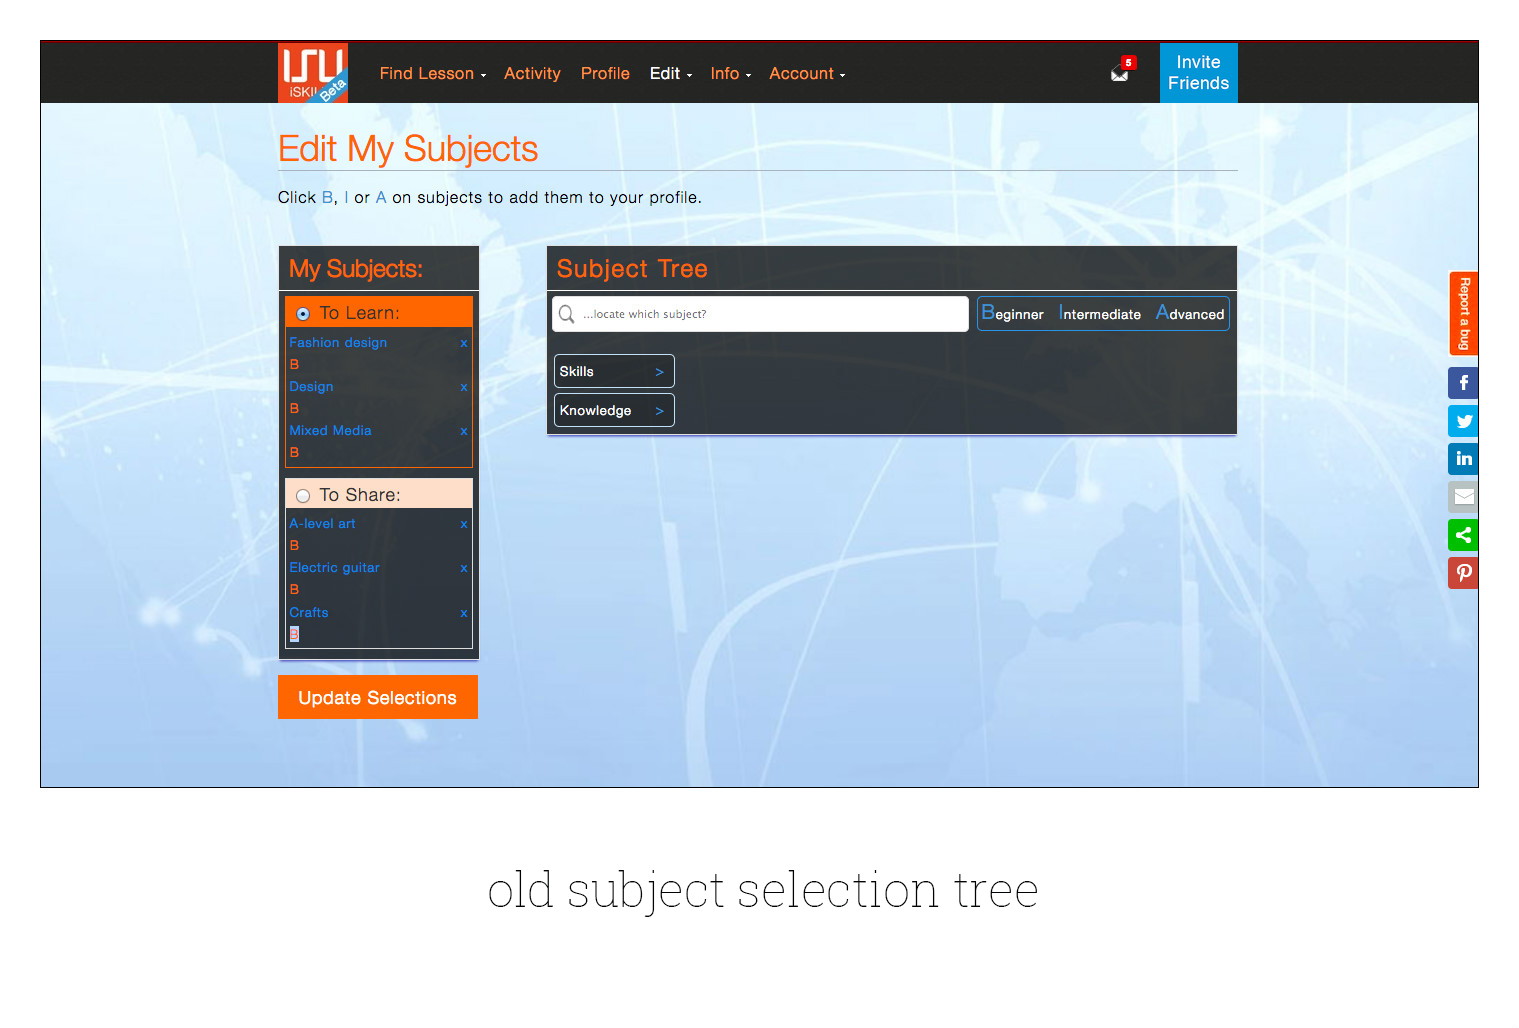 iSKIL
Beta
Find Lesson
Activity
Profile
Edit
Info
Account
5
Invite
Friends
Edit My Subjects
Click B, I or A on subjects to add them to your profile.
My Subjects:
To Learn:
Fashion design x
B
Design x
B
Mixed Media x
B
To Share:
A-level art x
B
Electric guitar x
B
Crafts x
B
Update Selections
Subject Tree
...locate which subject?
Beginner Intermediate Advanced
Skills >
Knowledge >
Report a bug
old subject selection tree